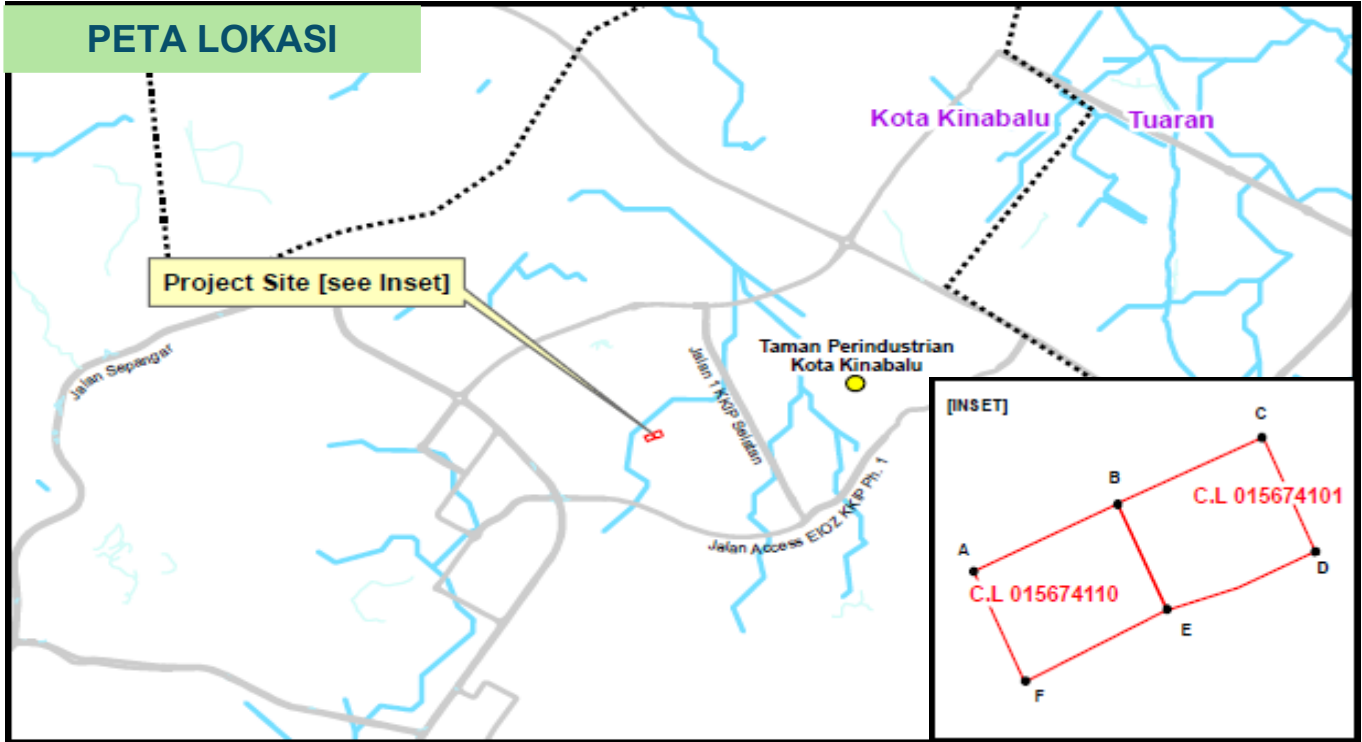 PETA LOKASI
Kota Kinabalu
Tuaran
Project Site [see Inset]
Jalan Sepangar
Jalan 1 KKIP Selatan
Taman Perindustrian
Kota Kinabalu
Jalan Access EIOZ KKIP Ph. 1
[INSET]
C
B
C.L 015674101
A
D
C.L 015674110
E
F